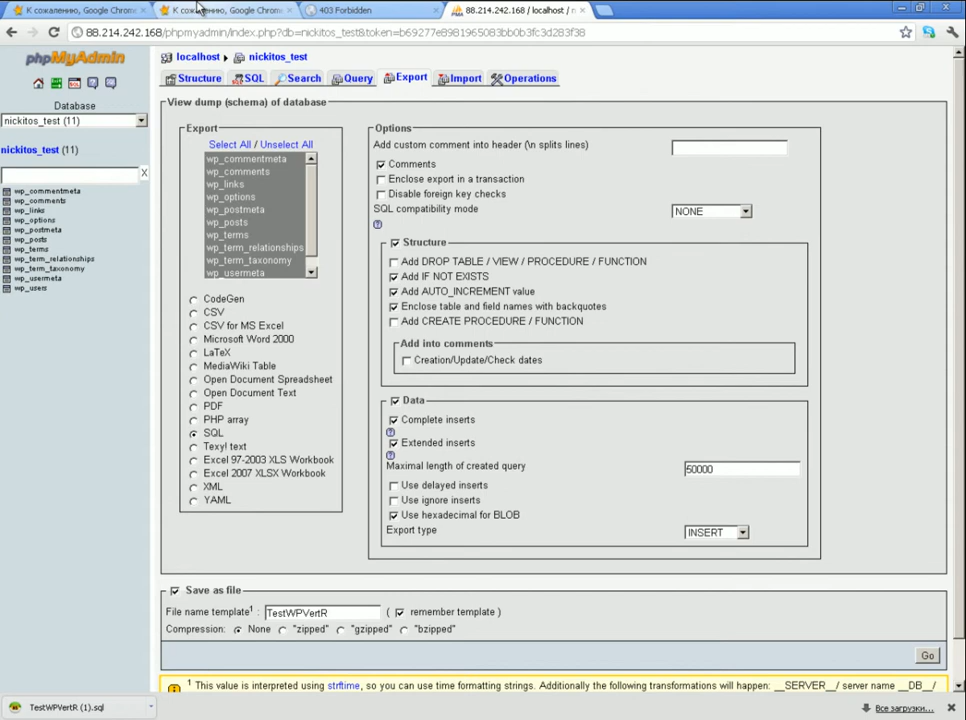 К сожалению, Google Chrom
К сожалению, Google Chrom
403 Forbidden
88.214.242.168 / localhost / n
88.214.242.168/phpmyadmin/index.php?db=nickitos_test&token=b69277e8981965083bb0b3fc3d283f38
phpMyAdmin
Database
nickitos_test (11)
nickitos_test (11)
X
wp_commentmeta
wp_comments
wp_links
wp_options
wp_postmeta
wp_posts
wp_terms
wp_term_relationships
wp_term_taxonomy
wp_usermeta
wp_users
localhost nickitos_test
Structure SQL Search Query Export Import Operations
View dump (schema) of database
Export
Select All / Unselect All
wp_commentmeta
wp_comments
wp_links
wp_options
wp_postmeta
wp_posts
wp_terms
wp_term_relationships
wp_term_taxonomy
wp_usermeta
CodeGen
CSV
CSV for MS Excel
Microsoft Word 2000
LaTeX
MediaWiki Table
Open Document Spreadsheet
Open Document Text
PDF
PHP array
SQL
Texy! text
Excel 97-2003 XLS Workbook
Excel 2007 XLSX Workbook
XML
YAML
Options
Add custom comment into header (\n splits lines)
Comments
Enclose export in a transaction
Disable foreign key checks
SQL compatibility mode NONE
Structure
Add DROP TABLE / VIEW / PROCEDURE / FUNCTION
Add IF NOT EXISTS
Add AUTO_INCREMENT value
Enclose table and field names with backquotes
Add CREATE PROCEDURE / FUNCTION
Add into comments
Creation/Update/Check dates
Data
Complete inserts
Extended inserts
Maximal length of created query 50000
Use delayed inserts
Use ignore inserts
Use hexadecimal for BLOB
Export type INSERT
Save as file
File name template1 : TestWPVertR ( remember template )
Compression: None "zipped" "gzipped" "bzipped"
Go
1 This value is interpreted using strftime, so you can use time formatting strings. Additionally the following transformations will happen: __SERVER__/ server name __DB__/
TestWPVertR (1).sql
Все загрузки...